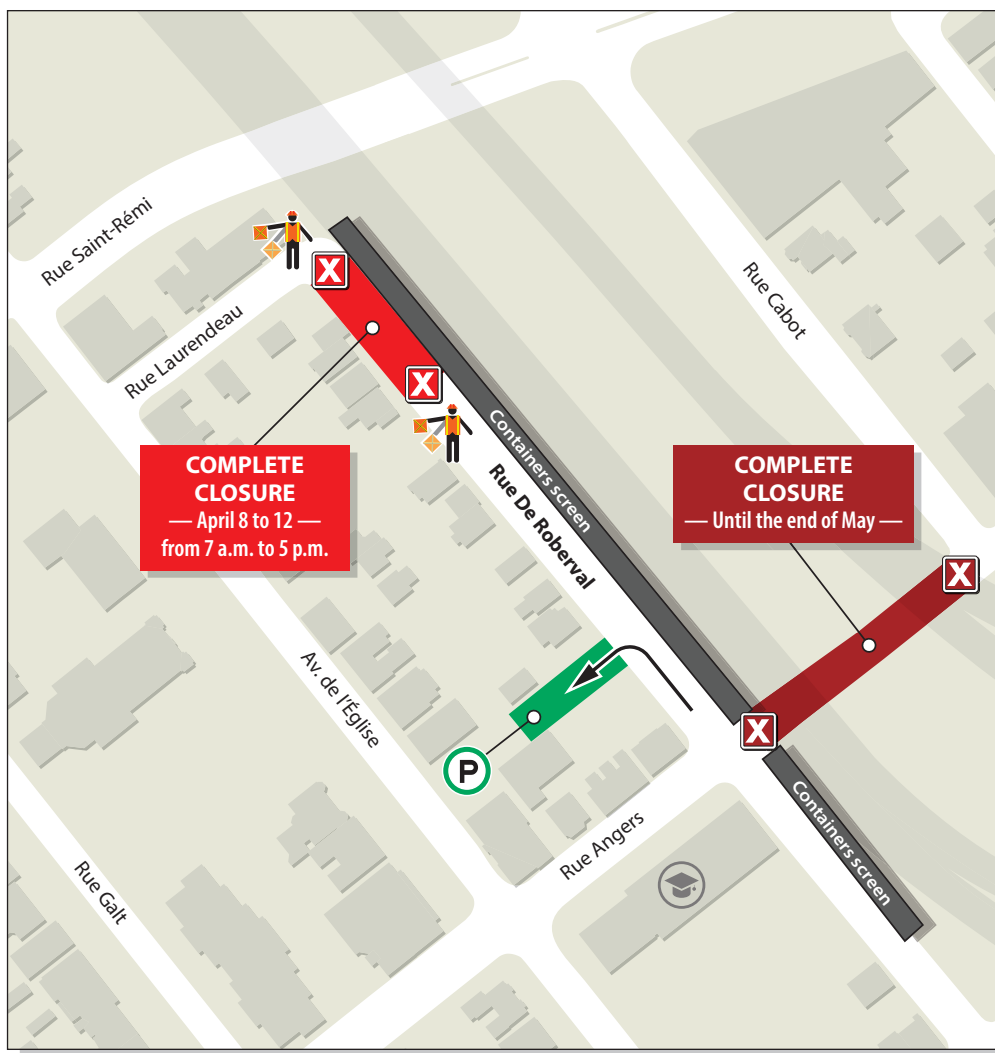 Rue Saint-Rémi
Rue Laurendeau
X
X
Rue Cabot
COMPLETE
CLOSURE
— April 8 to 12 —
from 7 a.m. to 5 p.m.
Containers screen
Rue De Roberval
COMPLETE
CLOSURE
— Until the end of May —
X
X
Av. de l'Église
P
Rue Angers
Containers screen
Rue Galt